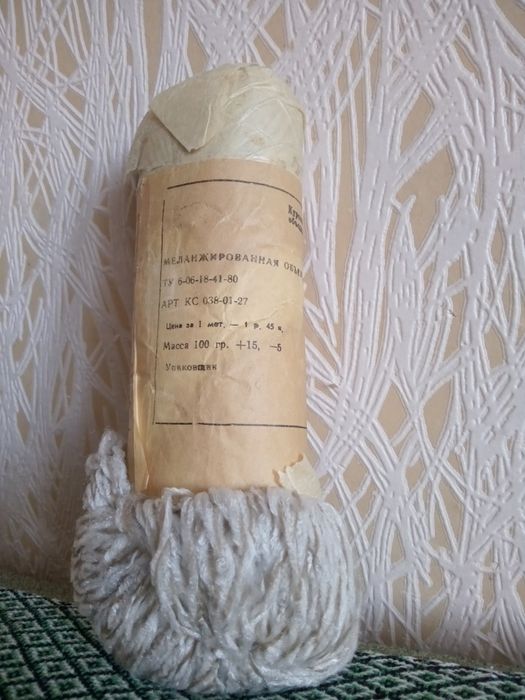 МЕЛАНЖИРОВАННАЯ ОБЪЕ
ТУ 6-06-18-41-80
АРТ КС 038-01-27
Цена за 1 мот, — 1 р, 45 к,
Масса 100 гр. +15, —5
Упаковщик